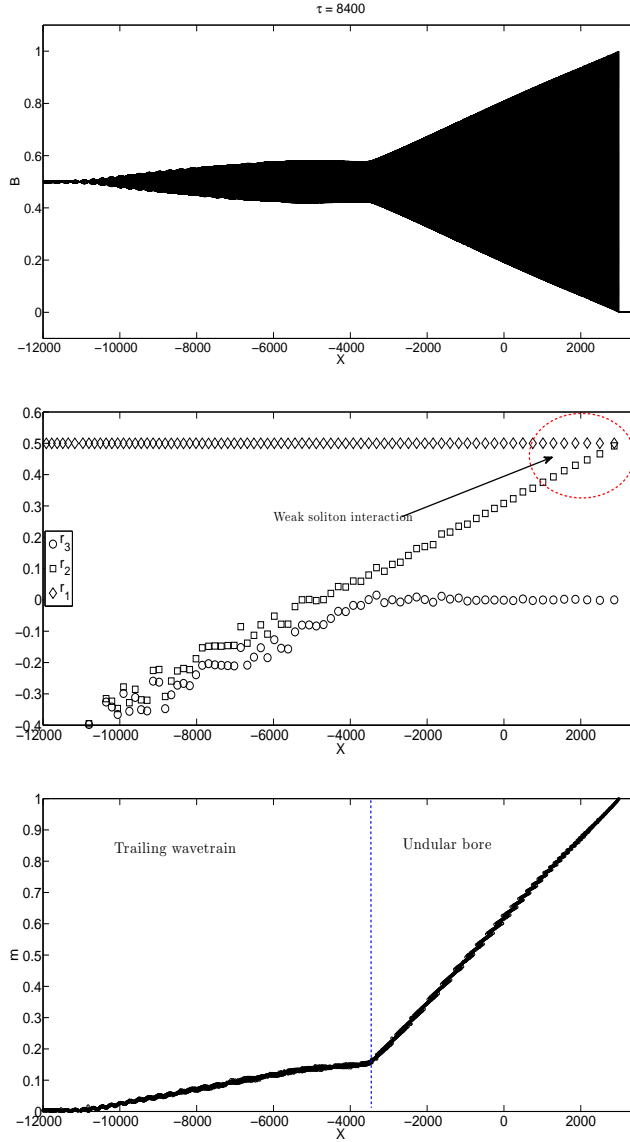 τ = 8400
1
0.8
0.6
B
0.4
0.2
0
−12000 −10000 −8000 −6000 −4000 −2000 0 2000
X
0.6
0.5
0.4
0.3
Weak soliton interaction
0.2
r3
0.1
r2
r1
0
−0.1
−0.2
−0.3
−0.4
−12000 −10000 −8000 −6000 −4000 −2000 0 2000
X
1
0.9
Trailing wavetrain Undular bore
0.8
0.7
0.6
m
0.5
0.4
0.3
0.2
0.1
0
−12000 −10000 −8000 −6000 −4000 −2000 0 2000
X